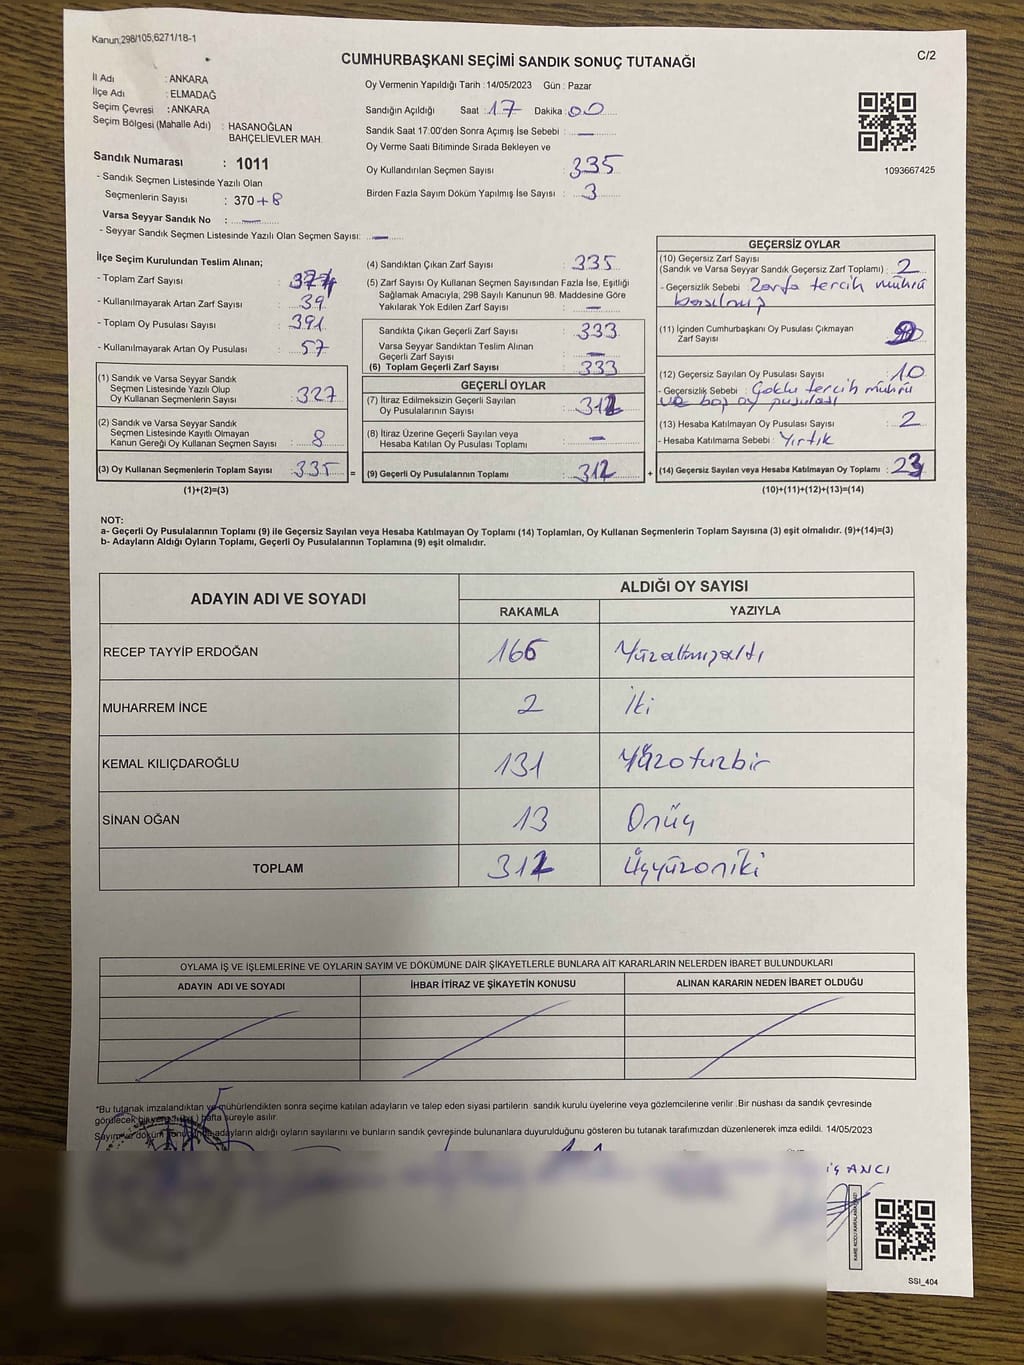 Kanun;298/105,6271/18-1
C/2
CUMHURBAŞKANI SEÇİMİ SANDIK SONUÇ TUTANAĞI
İl Adı : ANKARA
İlçe Adı : ELMADAĞ
Seçim Çevresi : ANKARA
Seçim Bölgesi (Mahalle Adı) : HASANOĞLAN
BAHÇELİEVLER MAH.
Sandık Numarası : 1011
- Sandık Seçmen Listesinde Yazılı Olan
Seçmenlerin Sayısı : 370 + 8
Varsa Seyyar Sandık No : —
- Seyyar Sandık Seçmen Listesinde Yazılı Olan Seçmen Sayısı: —
Oy Vermenin Yapıldığı Tarih : 14/05/2023 Gün : Pazar
Sandığın Açıldığı Saat : 17 Dakika : 00
Sandık Saat 17:00'den Sonra Açımış İse Sebebi : —
Oy Verme Saati Bitiminde Sırada Bekleyen ve
Oy Kullandırılan Seçmen Sayısı : 335
Birden Fazla Sayım Döküm Yapılmış İse Sayısı : 3
1093667425
İlçe Seçim Kurulundan Teslim Alınan;
- Toplam Zarf Sayısı :
- Kullanılmayarak Artan Zarf Sayısı : 39
- Toplam Oy Pusulası Sayısı : 391
- Kullanılmayarak Artan Oy Pusulası : 57
(1) Sandık ve Varsa Seyyar Sandık
Seçmen Listesinde Yazılı Olup
Oy Kullanan Seçmenlerin Sayısı : 327
(2) Sandık ve Varsa Seyyar Sandık
Seçmen Listesinde Kayıtlı Olmayan
Kanun Gereği Oy Kullanan Seçmen Sayısı : 8
(3) Oy Kullanan Seçmenlerin Toplam Sayısı : 335 =
(1)+(2)=(3)
(4) Sandıktan Çıkan Zarf Sayısı : 335
(5) Zarf Sayısı Oy Kullanan Seçmen Sayısından Fazla İse, Eşitliği
Sağlamak Amacıyla, 298 Sayılı Kanunun 98. Maddesine Göre
Yakılarak Yok Edilen Zarf Sayısı : —
Sandıkta Çıkan Geçerli Zarf Sayısı : 333
Varsa Seyyar Sandıktan Teslim Alınan
Geçerli Zarf Sayısı : —
(6) Toplam Geçerli Zarf Sayısı : 333
GEÇERLİ OYLAR
(7) İtiraz Edilmeksizin Geçerli Sayılan
Oy Pusulalarının Sayısı : 312
(8) İtiraz Üzerine Geçerli Sayılan veya
Hesaba Katılan Oy Pusulası Toplamı : —
(9) Geçerli Oy Pusulalarının Toplamı : 312 +
GEÇERSİZ OYLAR
(10) Geçersiz Zarf Sayısı
(Sandık ve Varsa Seyyar Sandık Geçersiz Zarf Toplamı) : 2
- Geçersizlik Sebebi : Zarfa tercih mührü
basılmış
(11) İçinden Cumhurbaşkanı Oy Pusulası Çıkmayan
Zarf Sayısı :
(12) Geçersiz Sayılan Oy Pusulası Sayısı : 10
- Geçersizlik Sebebi : Çoklu tercih mührü
ve boş oy pusulası
(13) Hesaba Katılmayan Oy Pusulası Sayısı : 2
- Hesaba Katılmama Sebebi : Yırtık
(14) Geçersiz Sayılan veya Hesaba Katılmayan Oy Toplamı : 23
(10)+(11)+(12)+(13)=(14)
NOT:
a- Geçerli Oy Pusulalarının Toplamı (9) ile Geçersiz Sayılan veya Hesaba Katılmayan Oy Toplamı (14) Toplamları, Oy Kullanan Seçmenlerin Toplam Sayısına (3) eşit olmalıdır. (9)+(14)=(3)
b- Adayların Aldığı Oyların Toplamı, Geçerli Oy Pusulalarının Toplamına (9) eşit olmalıdır.
ADAYIN ADI VE SOYADI
ALDIĞI OY SAYISI
RAKAMLA YAZIYLA
RECEP TAYYİP ERDOĞAN 166 Yüzaltmışaltı
MUHARREM İNCE 2 İki
KEMAL KILIÇDAROĞLU 131 Yüzotuzbir
SİNAN OĞAN 13 Onüç
TOPLAM 312 Üçyüzoniki
OYLAMA İŞ VE İŞLEMLERİNE VE OYLARIN SAYIM VE DÖKÜMÜNE DAİR ŞİKAYETLERLE BUNLARA AİT KARARLARIN NELERDEN İBARET BULUNDUKLARI
ADAYIN ADI VE SOYADI İHBAR İTİRAZ VE ŞİKAYETİN KONUSU ALINAN KARARIN NEDEN İBARET OLDUĞU
*Bu tutanak imzalandıktan ve mühürlendikten sonra seçime katılan adayların ve talep eden siyasi partilerin sandık kurulu üyelerine veya gözlemcilerine verilir .Bir nüshası da sandık çevresinde
görülecek bir yere hafta süreyle asılır.
Sayım ve döküm adayların aldığı oyların sayılarını ve bunların sandık çevresinde bulunanlara duyurulduğunu gösteren bu tutanak tarafımızdan düzenlenerek imza edildi. 14/05/2023
SSI_404